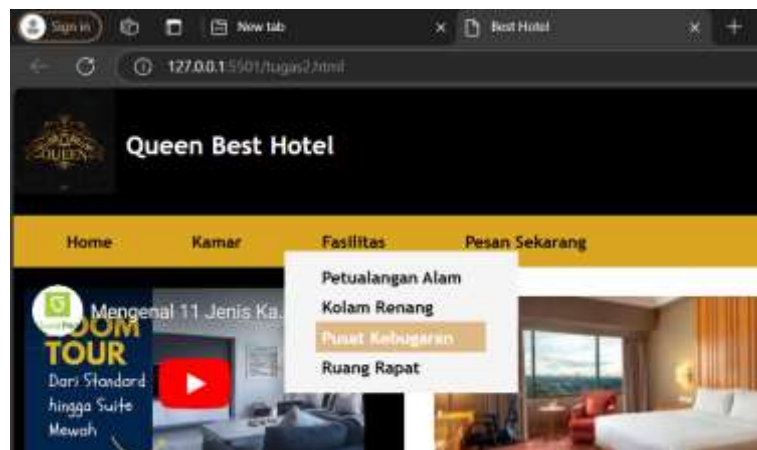 Sign in New tab Best Hotel
127.0.0.1:5501/tugas2.html
QUEEN
Queen Best Hotel
Home Kamar Fasilitas Pesan Sekarang
Petualangan Alam
Kolam Renang
Pusat Kebugaran
Ruang Rapat
Mengenal 11 Jenis Ka...
ROOM
TOUR
Dari Standard
hingga Suite
Mewah